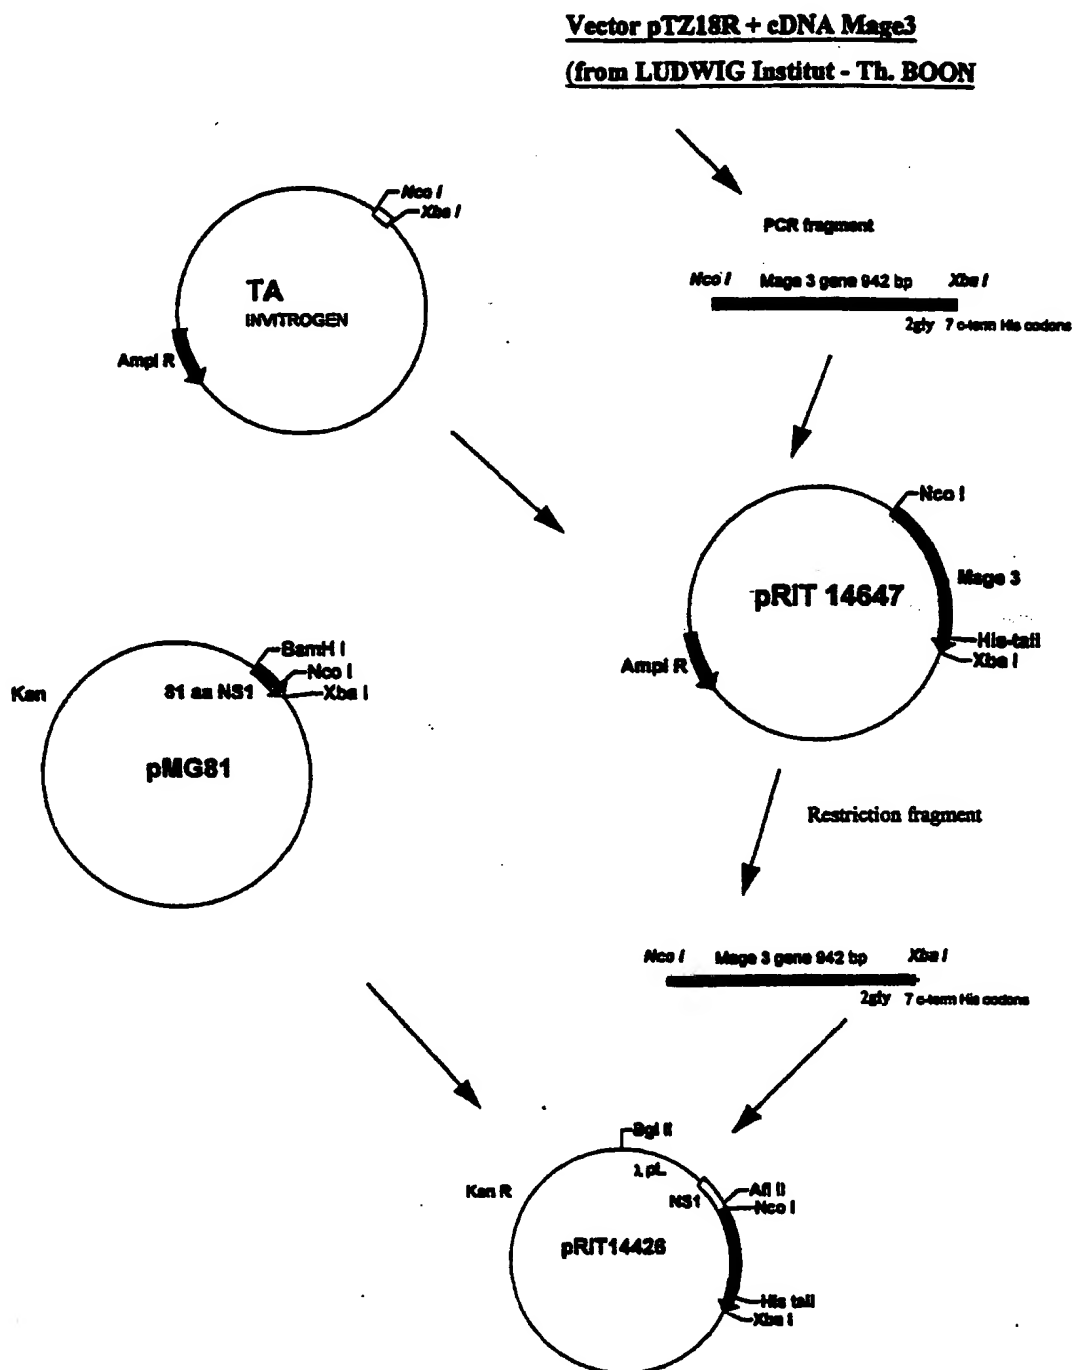 Vector pTZ18R + cDNA Mage3
(from LUDWIG Institut - Th. BOON
Nco I
Xba I
TA
INVITROGEN
Ampi R
PCR fragment
Nco I Mage 3 gene 942 bp Xba I
2gly 7 c-term His codons
Nco I
Mage 3
pRIT 14647
His-tail
Xba I
Ampi R
BamH I
Nco I
Xba I
81 aa NS1
Kan
pMG81
Restriction fragment
Nco I Mage 3 gene 942 bp Xba I
2gly 7 c-term His codons
Bgl II
λ pL
Kan R
NS1
Afl II
Nco I
pRIT14426
His tail
Xba I